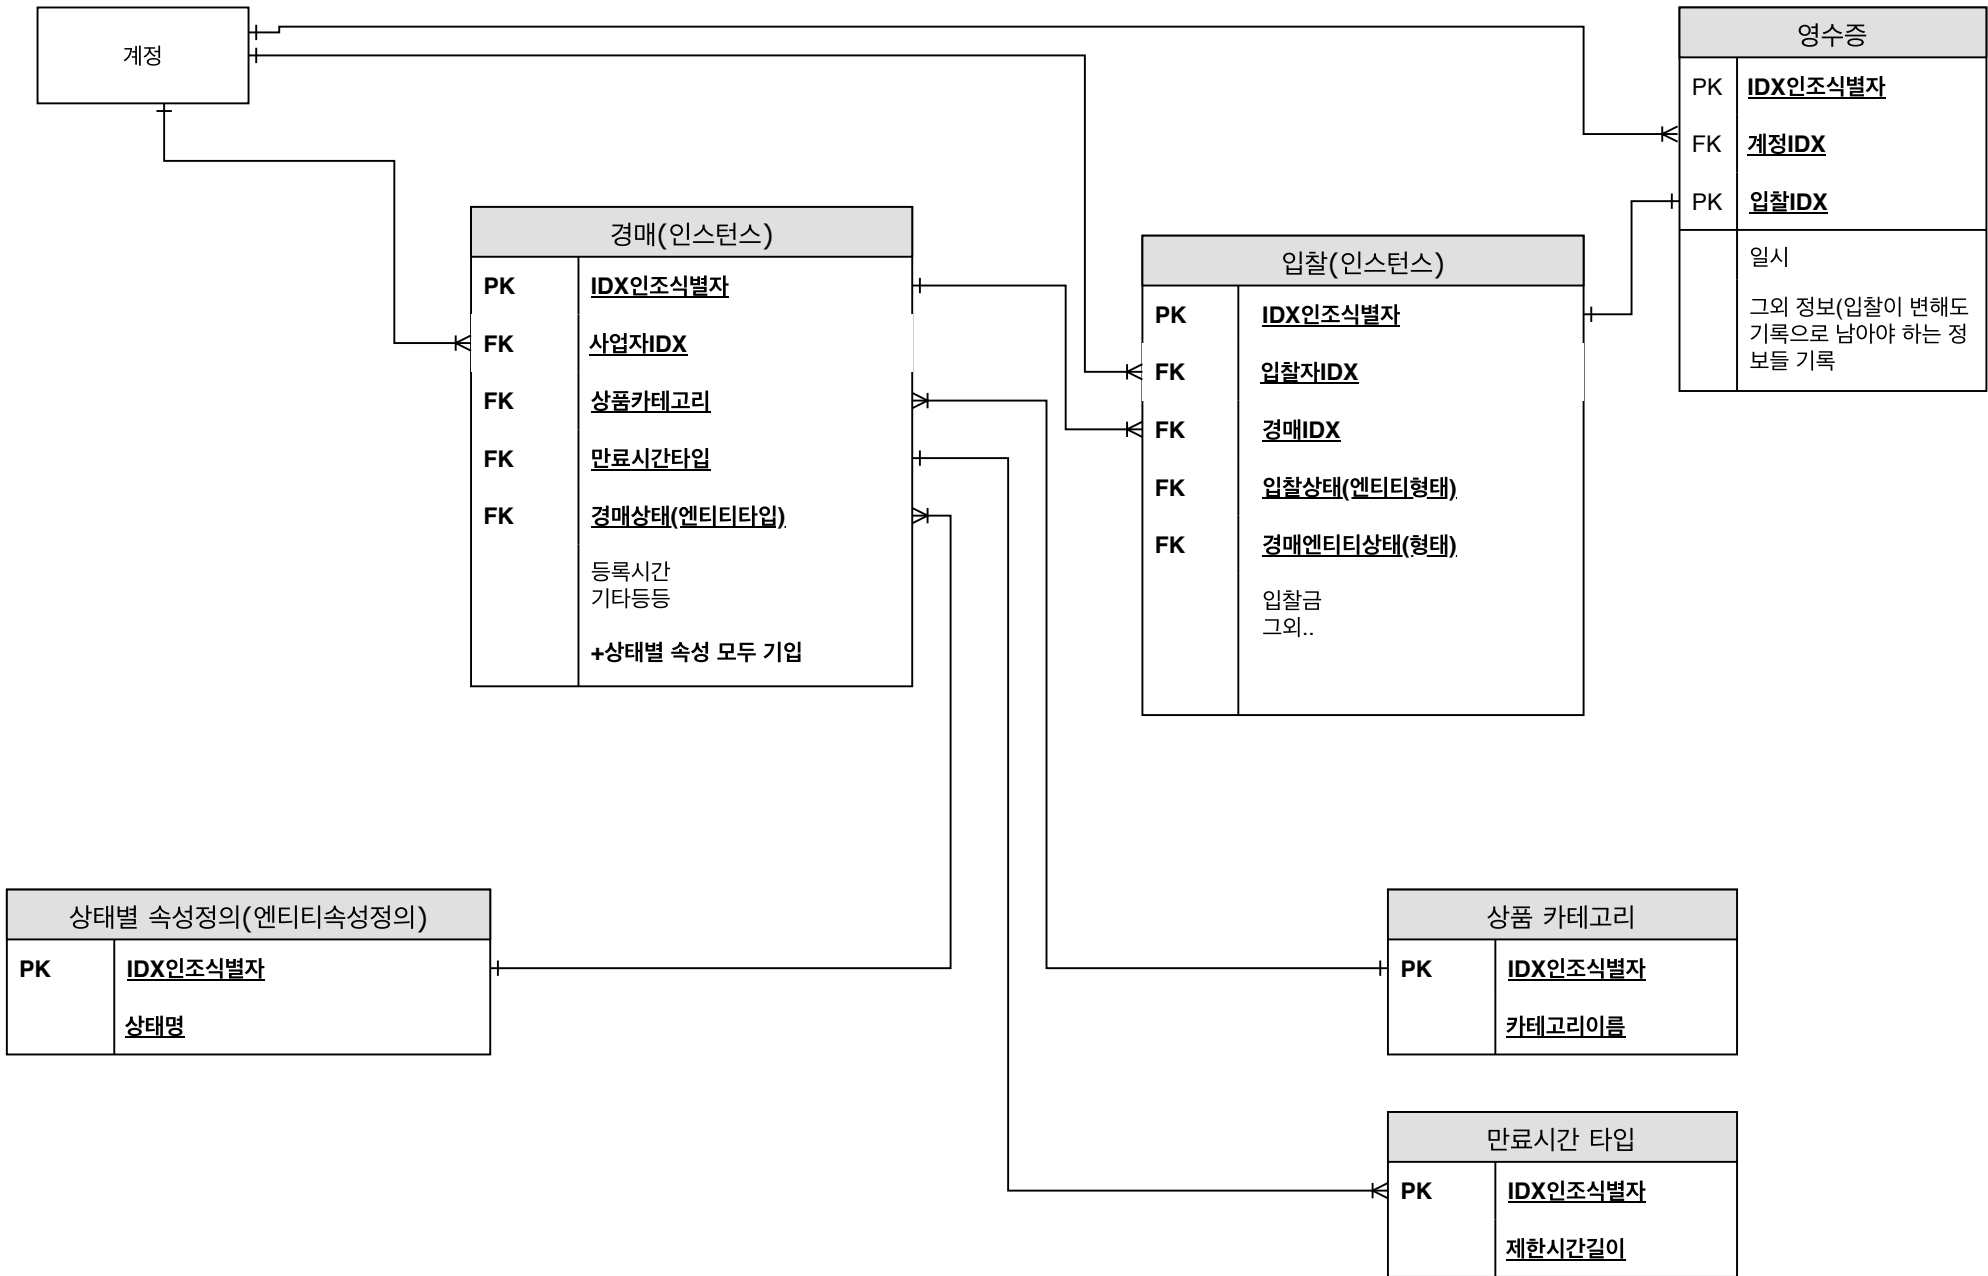 계정
영수증
PK IDX인조식별자
FK 계정IDX
PK 입찰IDX
일시
그외 정보(입찰이 변해도
기록으로 남아야 하는 정
보들 기록
경매(인스턴스)
PK IDX인조식별자
FK 사업자IDX
FK 상품카테고리
FK 만료시간타입
FK 경매상태(엔티티타입)
등록시간
기타등등
+상태별 속성 모두 기입
입찰(인스턴스)
PK IDX인조식별자
FK 입찰자IDX
FK 경매IDX
FK 입찰상태(엔티티형태)
FK 경매엔티티상태(형태)
입찰금
그외..
상태별 속성정의(엔티티속성정의)
PK IDX인조식별자
상태명
상품 카테고리
PK IDX인조식별자
카테고리이름
만료시간 타입
PK IDX인조식별자
제한시간길이